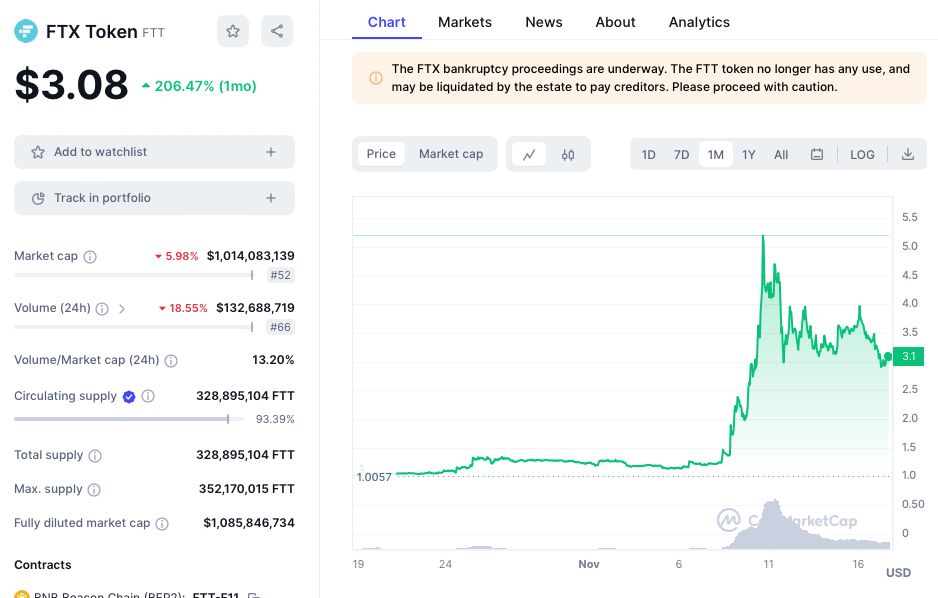 FTX Token FTT
$3.08 206.47% (1mo)
Add to watchlist +
Track in portfolio +
Market cap 5.98% $1,014,083,139
#52
Volume (24h) 18.55% $132,688,719
#66
Volume/Market cap (24h) 13.20%
Circulating supply 328,895,104 FTT
93.39%
Total supply 328,895,104 FTT
Max. supply 352,170,015 FTT
Fully diluted market cap $1,085,846,734
Contracts
BNB Beacon Chain (BEP2): FTT-F11
Chart Markets News About Analytics
The FTX bankruptcy proceedings are underway. The FTT token no longer has any use, and
may be liquidated by the estate to pay creditors. Please proceed with caution.
Price Market cap
1D 7D 1M 1Y All LOG
5.5
5.0
4.5
4.0
3.5
3.1
2.5
2.0
1.5
1.0
0.50
0
1.0057
CoinMarketCap
19 24 Nov 6 11 16
USD